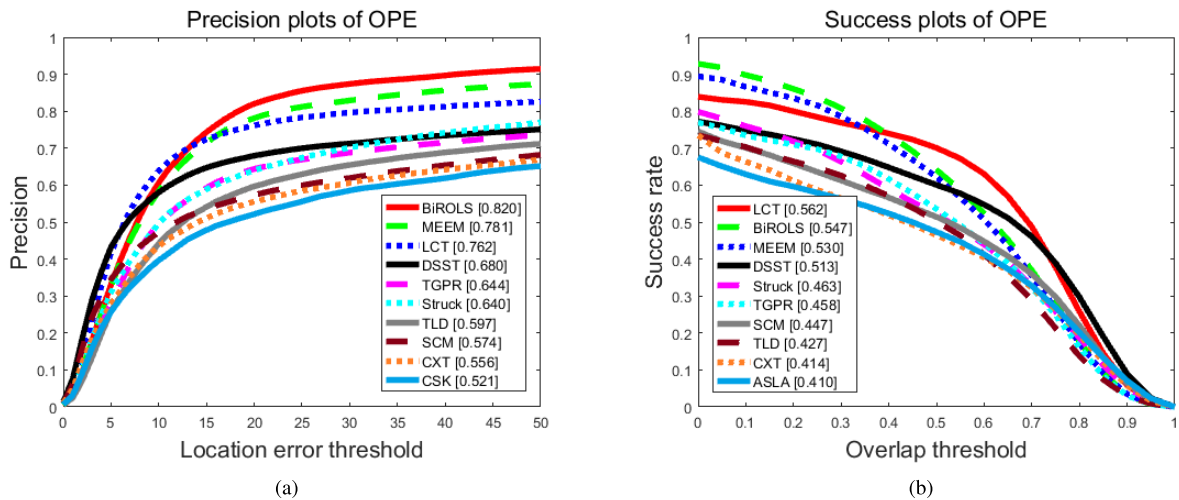 Precision plots of OPE
Precision
1
0.9
0.8
0.7
0.6
0.5
0.4
0.3
0.2
0.1
0
BiROLS [0.820]
MEEM [0.781]
LCT [0.762]
DSST [0.680]
TGPR [0.644]
Struck [0.640]
TLD [0.597]
SCM [0.574]
CXT [0.556]
CSK [0.521]
0 5 10 15 20 25 30 35 40 45 50
Location error threshold
(a)
Success plots of OPE
Success rate
1
0.9
0.8
0.7
0.6
0.5
0.4
0.3
0.2
0.1
0
LCT [0.562]
BiROLS [0.547]
MEEM [0.530]
DSST [0.513]
Struck [0.463]
TGPR [0.458]
SCM [0.447]
TLD [0.427]
CXT [0.414]
ASLA [0.410]
0 0.1 0.2 0.3 0.4 0.5 0.6 0.7 0.8 0.9 1
Overlap threshold
(b)